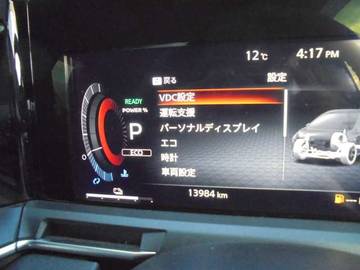 12℃ 4:17 PM
戻る 設定
READY
POWER %
VDC設定
運転支援
パーソナルディスプレイ
エコ
時計
車両設定
P
ECO
0
13984 km